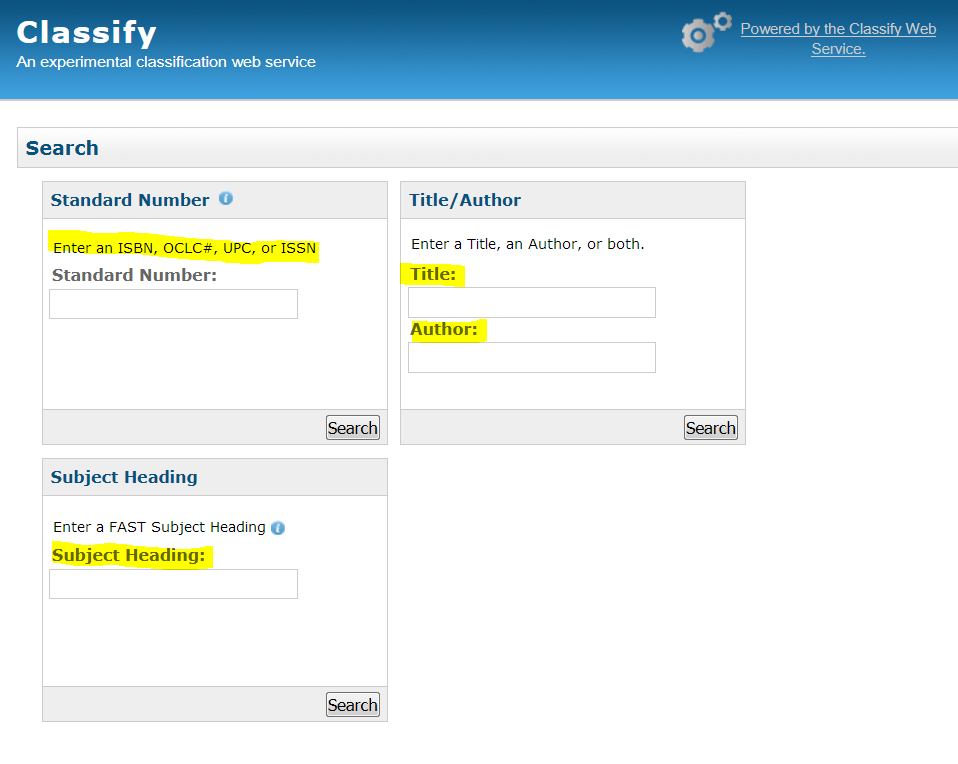 Classify
An experimental classification web service
Powered by the Classify Web
Service.
Search
Standard Number
Enter an ISBN, OCLC#, UPC, or ISSN
Standard Number:
Search
Title/Author
Enter a Title, an Author, or both.
Title:
Author:
Search
Subject Heading
Enter a FAST Subject Heading
Subject Heading:
Search